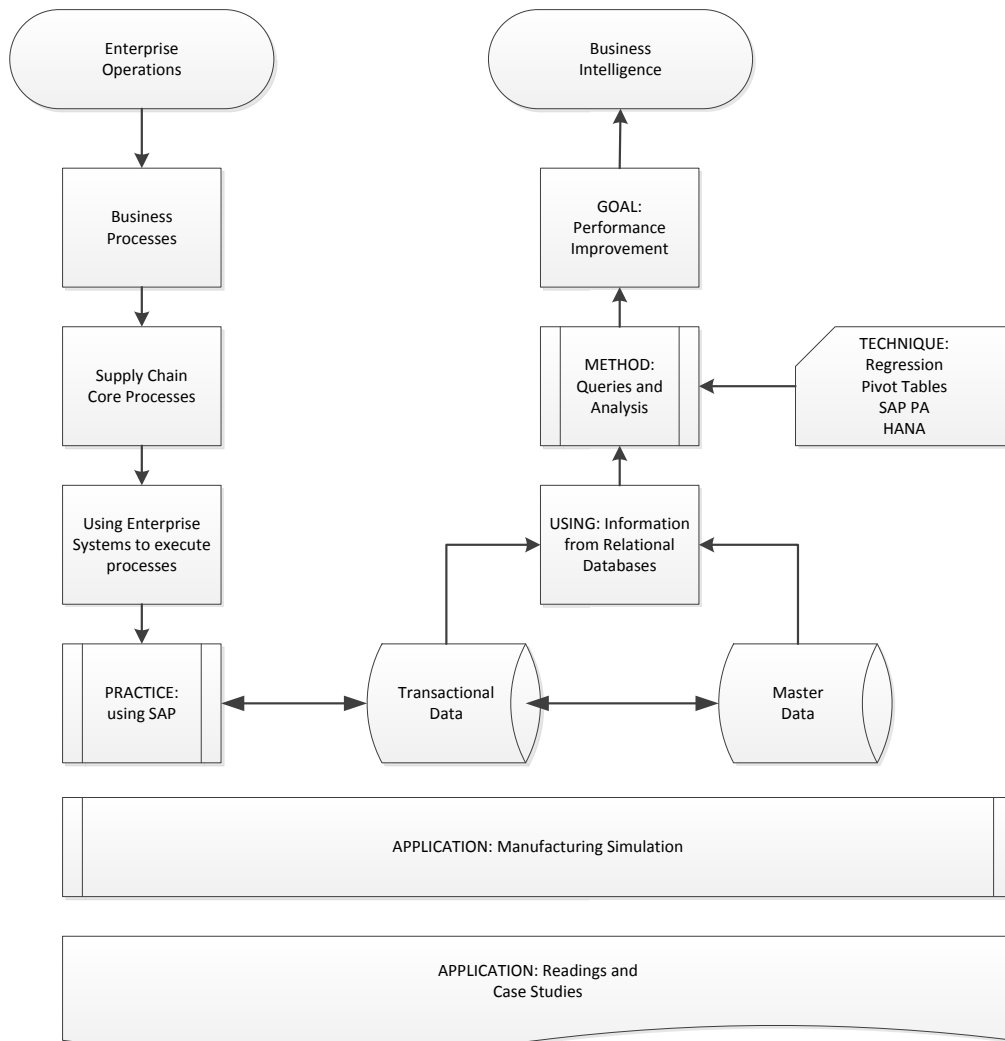 Enterprise
Operations
Business
Intelligence
Business
Processes
GOAL:
Performance
Improvement
Supply Chain
Core Processes
METHOD:
Queries and
Analysis
TECHNIQUE:
Regression
Pivot Tables
SAP PA
HANA
Using Enterprise
Systems to execute
processes
USING: Information
from Relational
Databases
PRACTICE:
using SAP
Transactional
Data
Master
Data
APPLICATION: Manufacturing Simulation
APPLICATION: Readings and
Case Studies